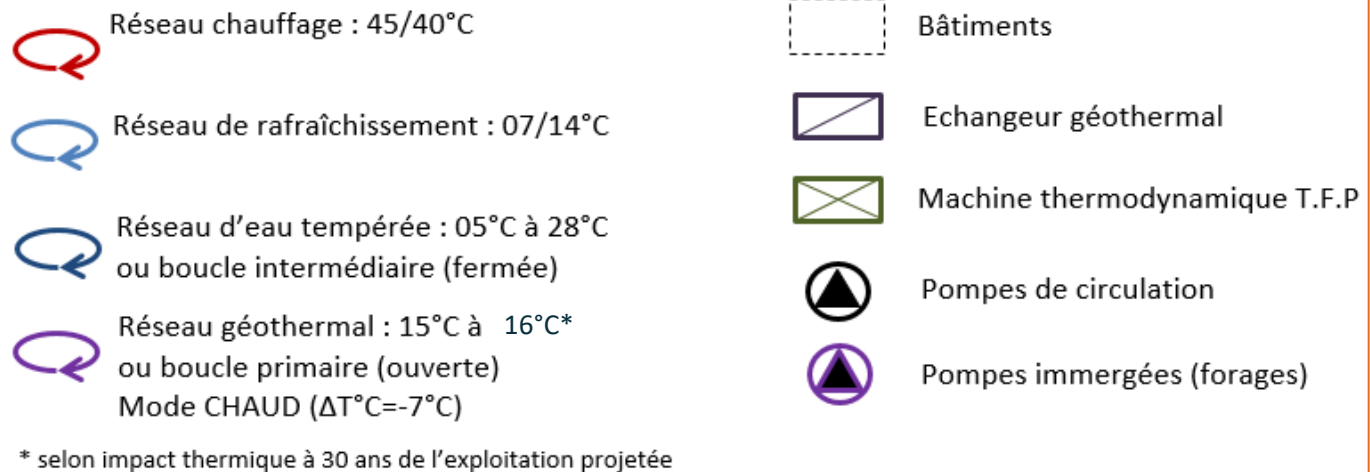 Réseau chauffage : 45/40°C
Réseau de rafraîchissement : 07/14°C
Réseau d'eau tempérée : 05°C à 28°C
ou boucle intermédiaire (fermée)
Réseau géothermal : 15°C à 16°C*
ou boucle primaire (ouverte)
Mode CHAUD (ΔT°C=-7°C)
* selon impact thermique à 30 ans de l'exploitation projetée
Bâtiments
Echangeur géothermal
Machine thermodynamique T.F.P
Pompes de circulation
Pompes immergées (forages)